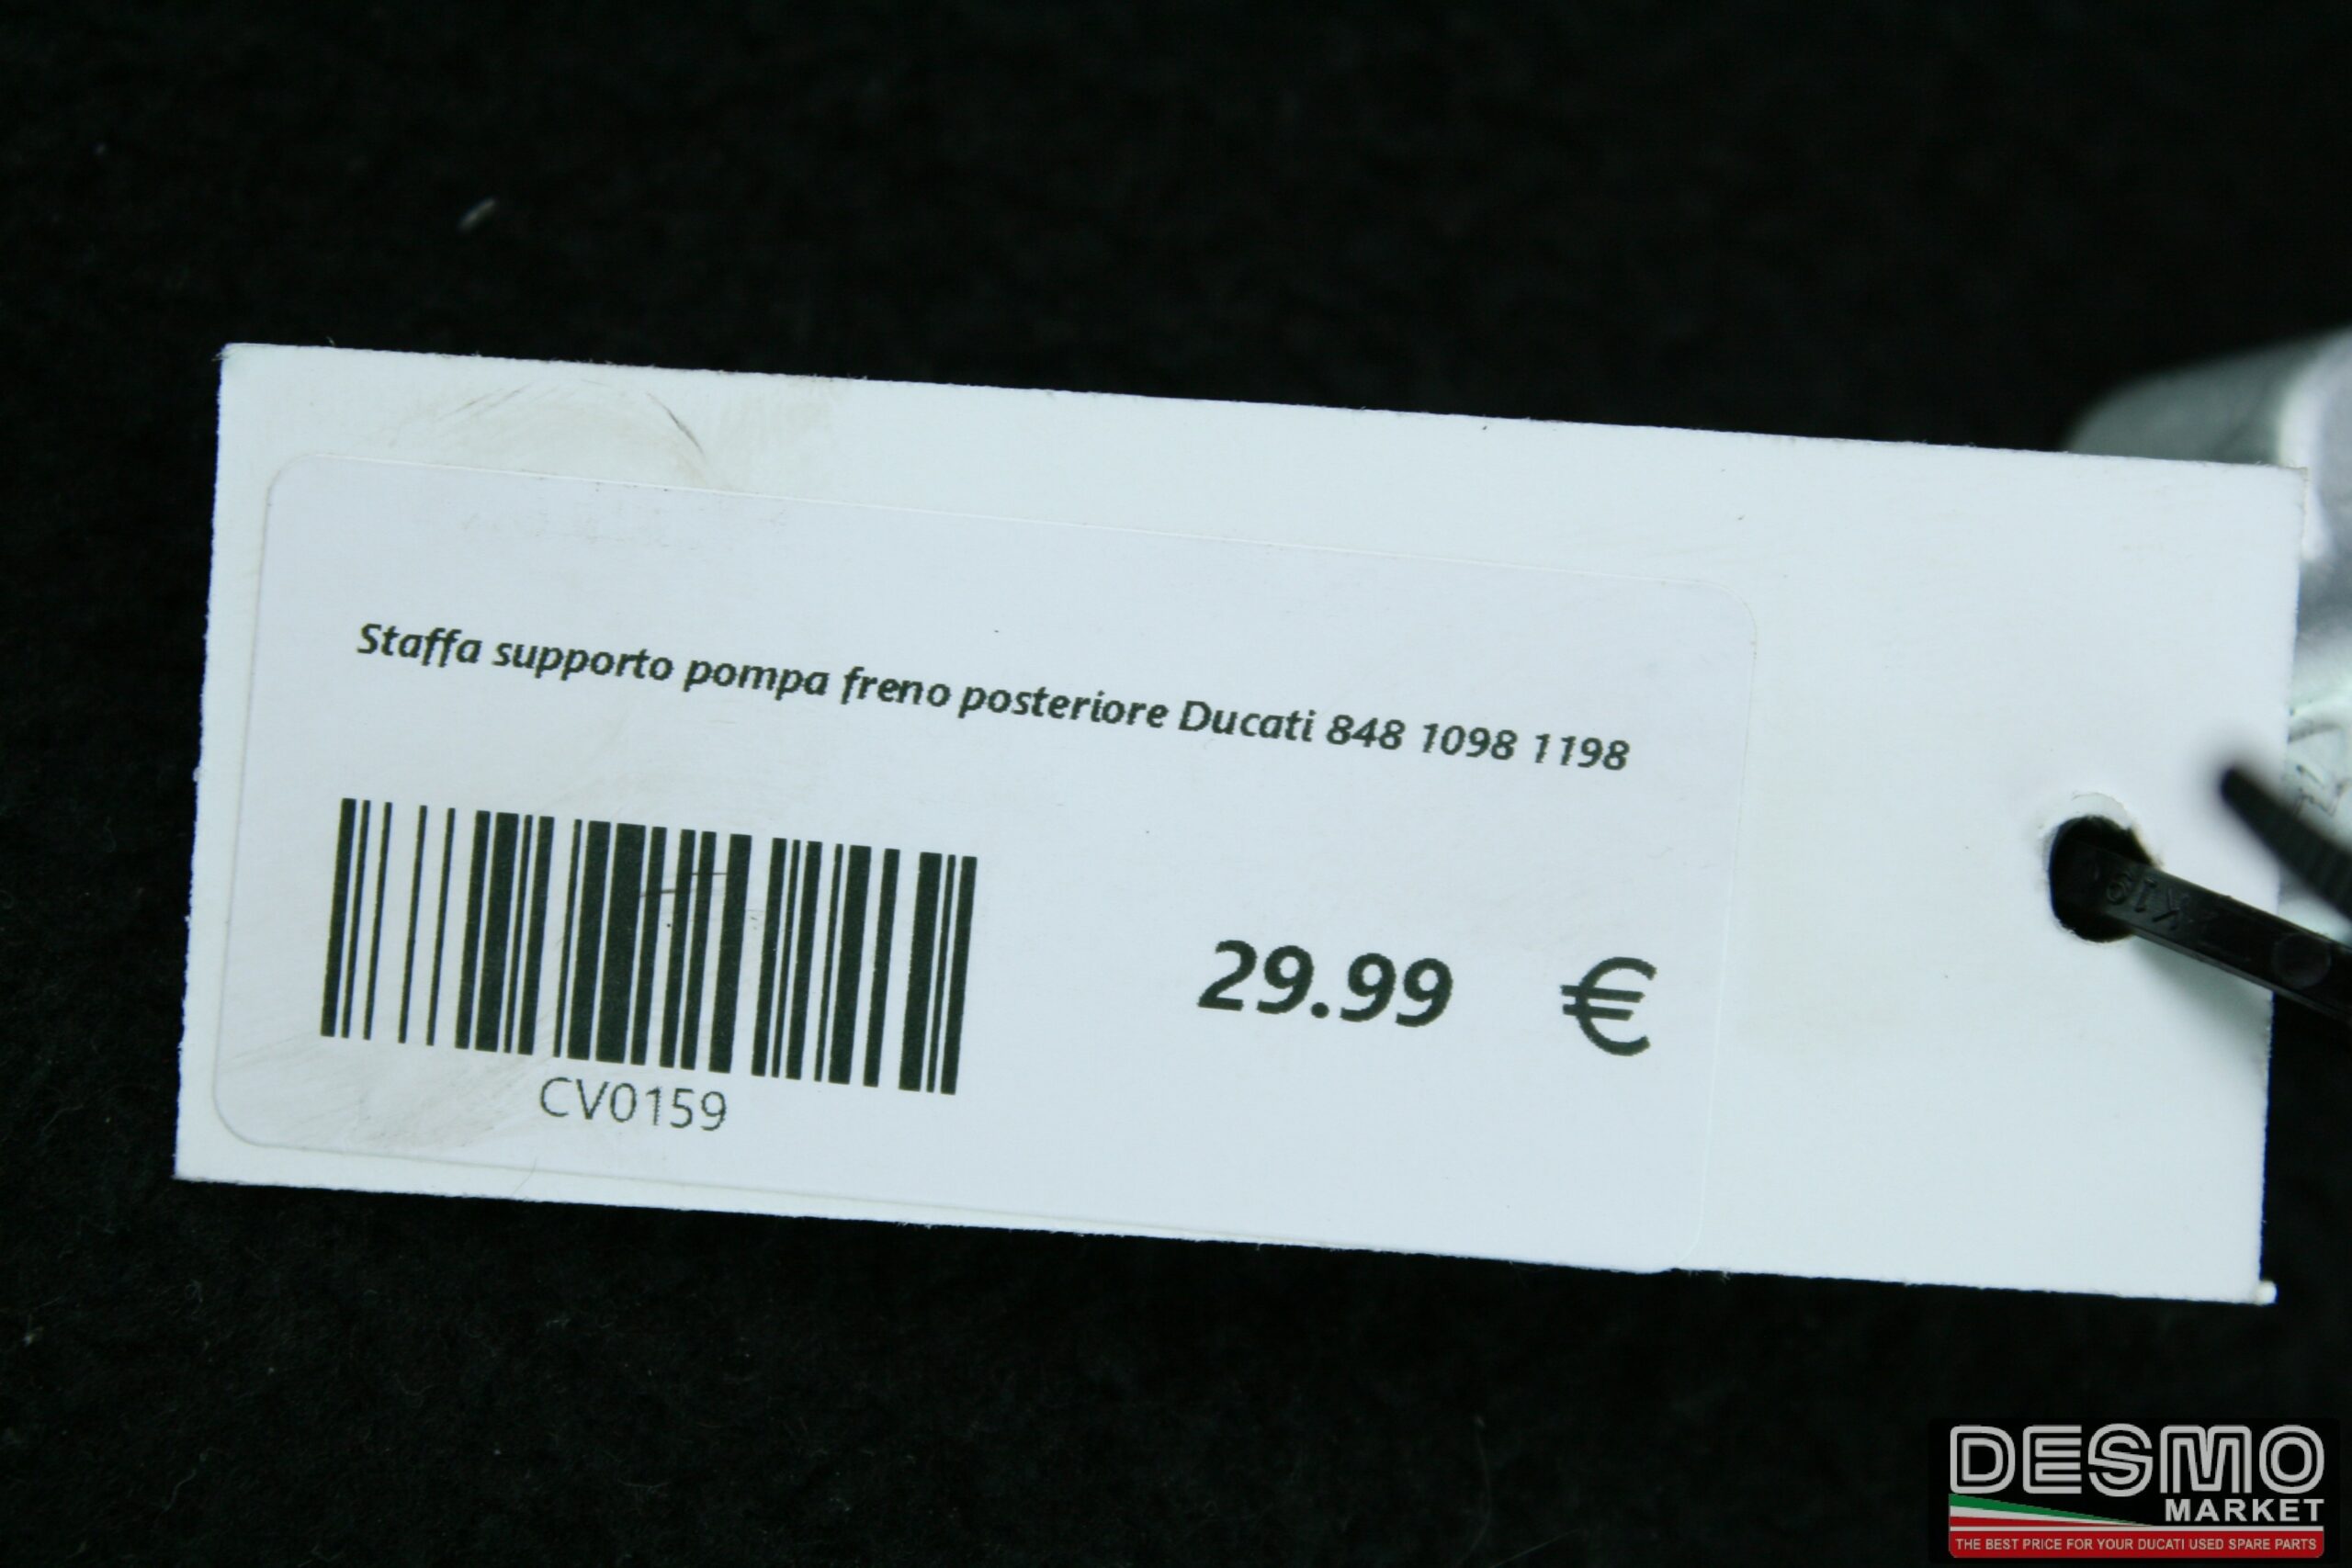 Staffa supporto pompa freno posteriore Ducati 848 1098 1198
29.99 €
CV0159
DESMO
MARKET
THE BEST PRICE FOR YOUR DUCATI USED SPARE PARTS